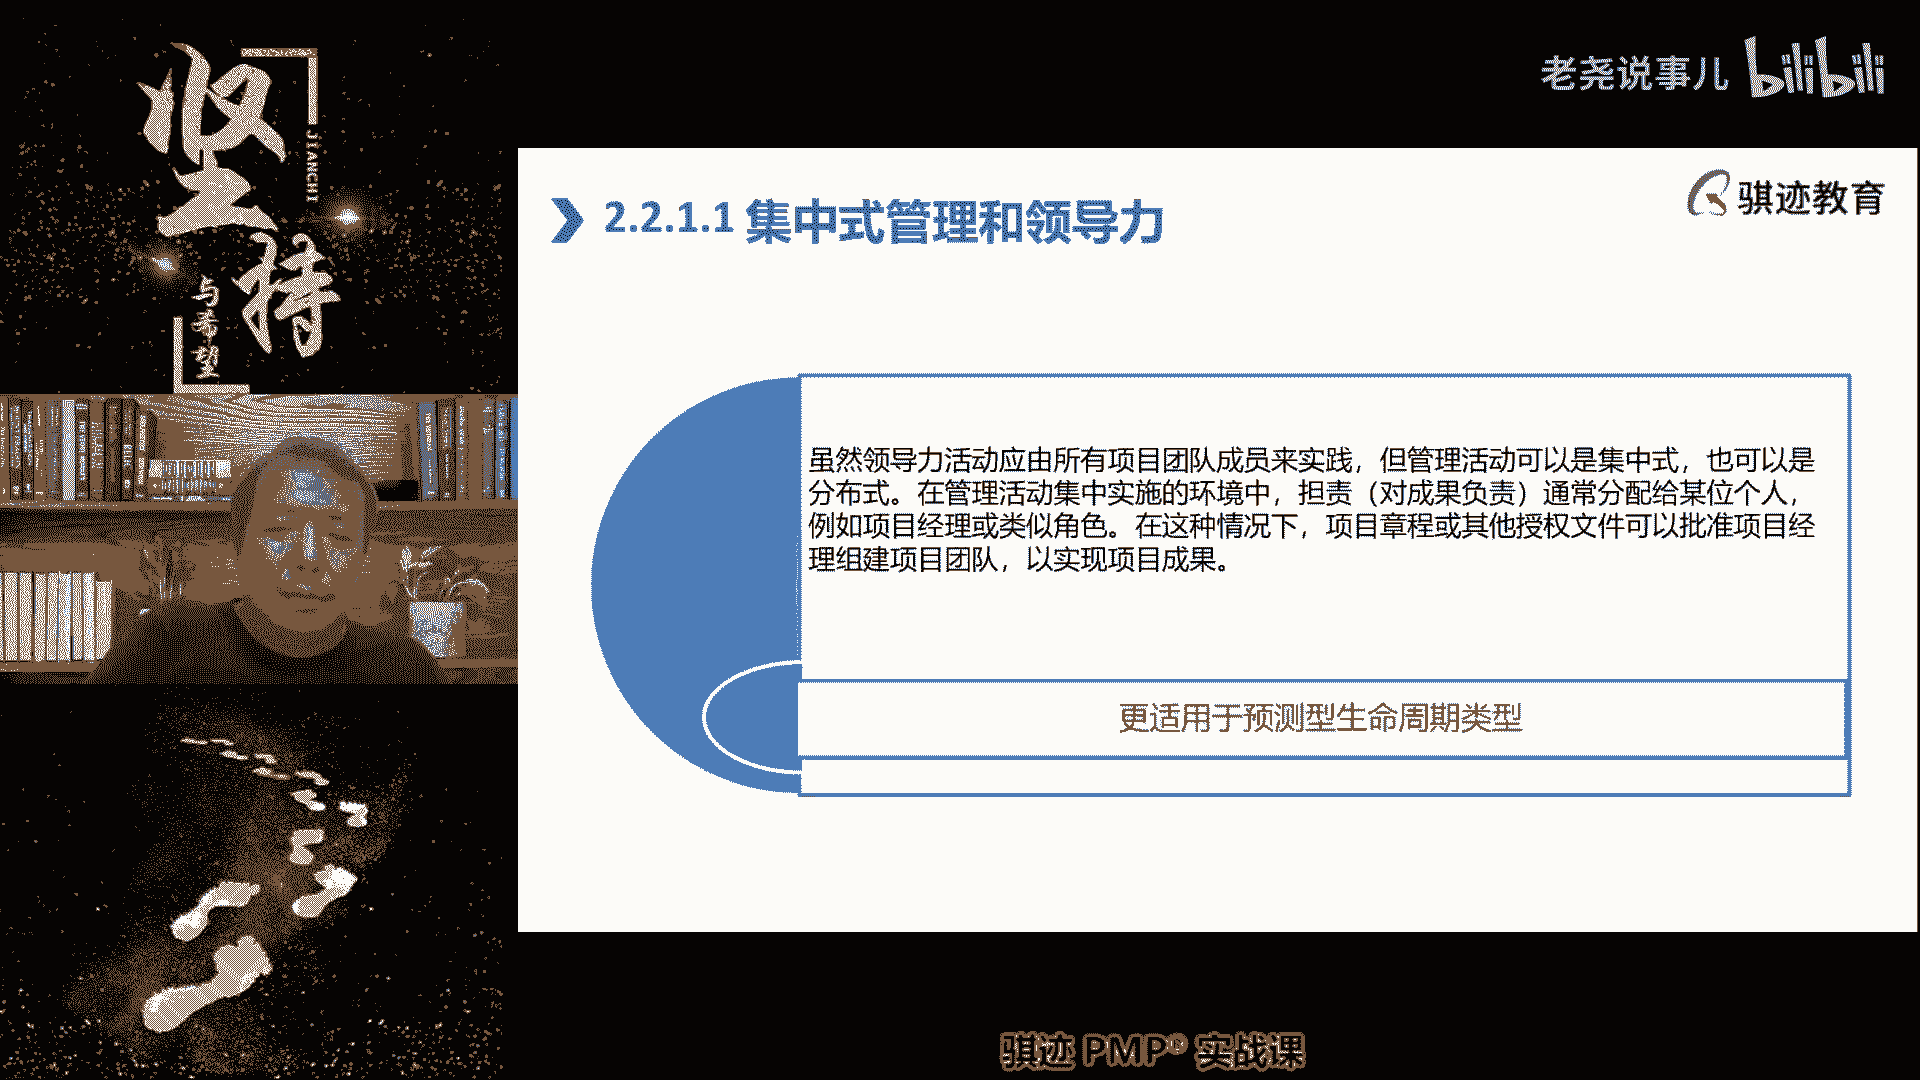 坚持
JIANCHI
与希望
老尧说事儿 bilibili
骐迹教育
2.2.1.1 集中式管理和领导力
虽然领导力活动应由所有项目团队成员来实践，但管理活动可以是集中式，也可以是
分布式。在管理活动集中实施的环境中，担责（对成果负责）通常分配给某位个人，
例如项目经理或类似角色。在这种情况下，项目章程或其他授权文件可以批准项目经
理组建项目团队，以实现项目成果。
更适用于预测型生命周期类型
骐迹 PMP® 实战课